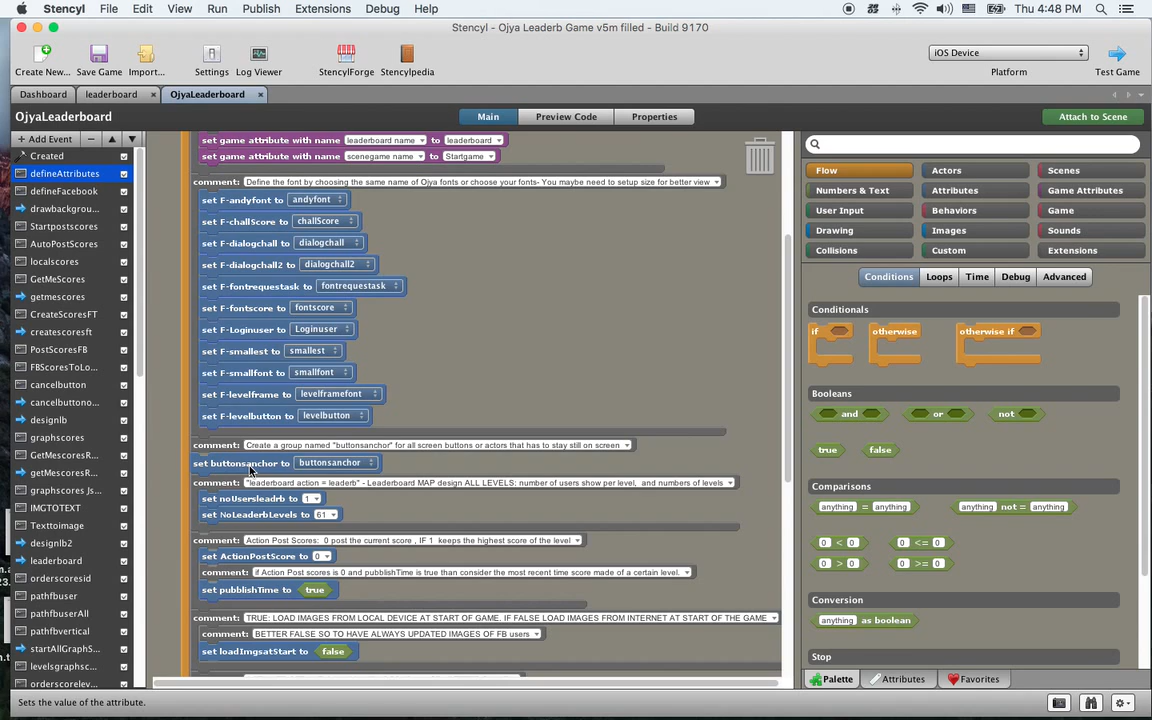 Stencyl File Edit View Run Publish Extensions Debug Help Thu 4:48 PM
Stencyl - Ojya Leaderb Game v5m filled - Build 9170
Create New... Save Game Import... Settings Log Viewer StencylForge Stencylpedia
iOS Device
Platform Test Game
Dashboard leaderboard OjyaLeaderboard
OjyaLeaderboard Main Preview Code Properties Attach to Scene
+ Add Event
Created
defineAttributes
defineFacebook
drawbackgrou...
Startpostscores
AutoPostScores
localscores
GetMeScores
getmescores
CreateScoresFT
createscoresft
PostScoresFB
FBScoresToLo...
cancelbutton
cancelbuttono...
designlb
graphscores
GetMescoresR...
getMescoresR...
graphscores Js...
IMGTOTEXT
Texttoimage
designlb2
leaderboard
orderscoresid
pathfbuser
pathfbuserAll
pathfbvertical
startAllGraphS...
levelsgraphsc...
orderscorelev...
set game attribute with name leaderboard name to leaderboard
set game attribute with name scenegame name to Startgame
comment: Define the font by choosing the same name of Ojya fonts or choose your fonts- You maybe need to setup size for better view
set F-andyfont to andyfont
set F-challScore to challScore
set F-dialogchall to dialogchall
set F-dialogchall2 to dialogchall2
set F-fontrequestask to fontrequestask
set F-fontscore to fontscore
set F-Loginuser to Loginuser
set F-smallest to smallest
set F-smallfont to smallfont
set F-levelframe to levelframefont
set F-levelbutton to levelbutton
comment: Create a group named "buttonsanchor" for all screen buttons or actors that has to stay still on screen
set buttonsanchor to buttonsanchor
comment: "leaderboard action = leaderb" - Leaderboard MAP design ALL LEVELS: number of users show per level, and numbers of levels
set noUsersleadrb to 1
set NoLeaderbLevels to 61
comment: Action Post Scores: 0 post the current score , IF 1 keeps the highest score of the level
set ActionPostScore to 0
comment: if Action Post scores is 0 and pubblishTime is true than consider the most recent time score made of a certain level.
set pubblishTime to true
comment: TRUE: LOAD IMAGES FROM LOCAL DEVICE AT START OF GAME. IF FALSE LOAD IMAGES FROM INTERNET AT START OF THE GAME
comment: BETTER FALSE SO TO HAVE ALWAYS UPDATED IMAGES OF FB users
set loadImgsatStart to false
Flow Actors Scenes
Numbers & Text Attributes Game Attributes
User Input Behaviors Game
Drawing Images Sounds
Collisions Custom Extensions
Conditions Loops Time Debug Advanced
Conditionals
if otherwise otherwise if
Booleans
and or not
true false
Comparisons
anything = anything anything not = anything
0 < 0 0 <= 0
0 > 0 0 >= 0
Conversion
anything as boolean
Stop
Palette Attributes Favorites
Sets the value of the attribute.